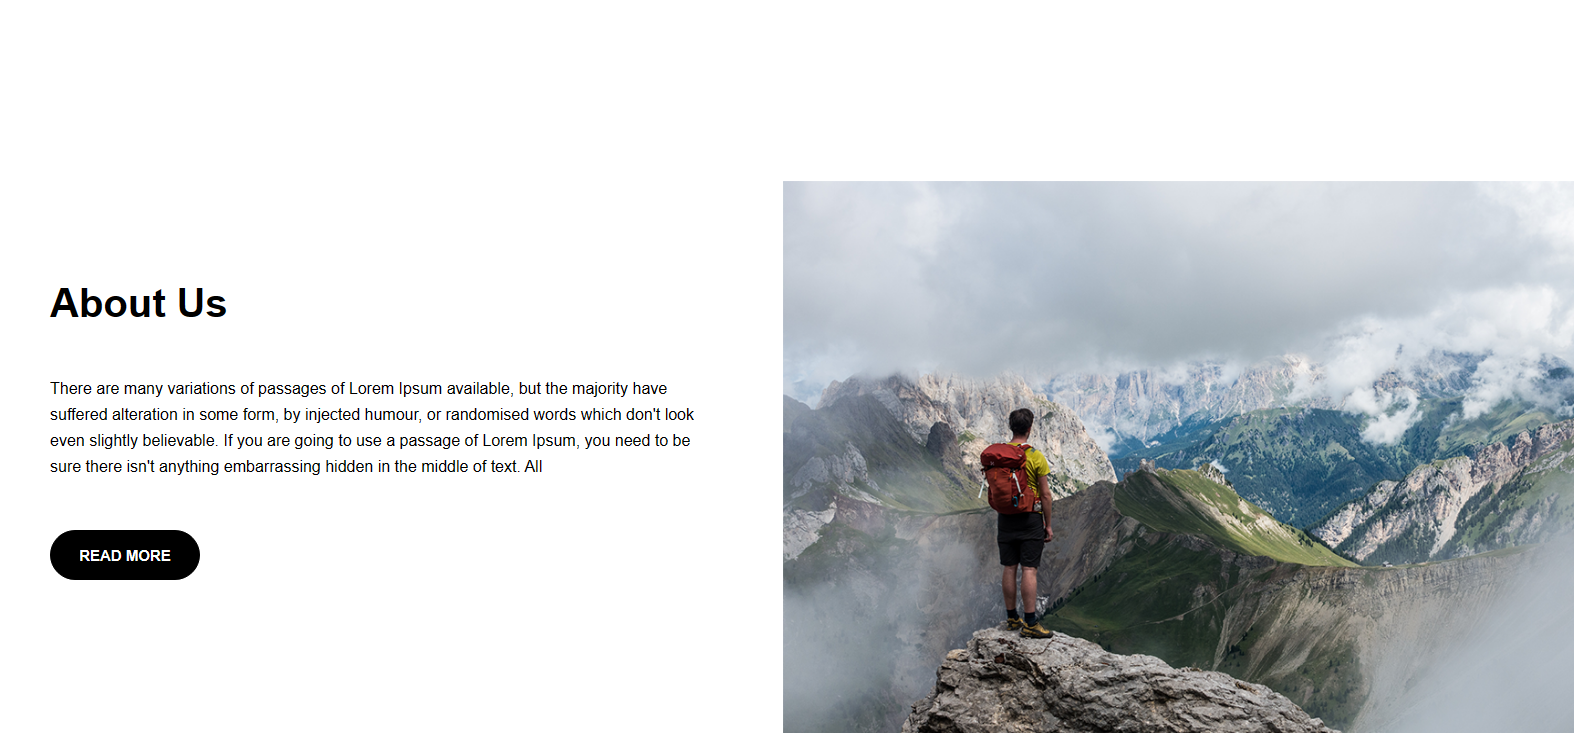 About Us
There are many variations of passages of Lorem Ipsum available, but the majority have
suffered alteration in some form, by injected humour, or randomised words which don't look
even slightly believable. If you are going to use a passage of Lorem Ipsum, you need to be
sure there isn't anything embarrassing hidden in the middle of text. All
READ MORE